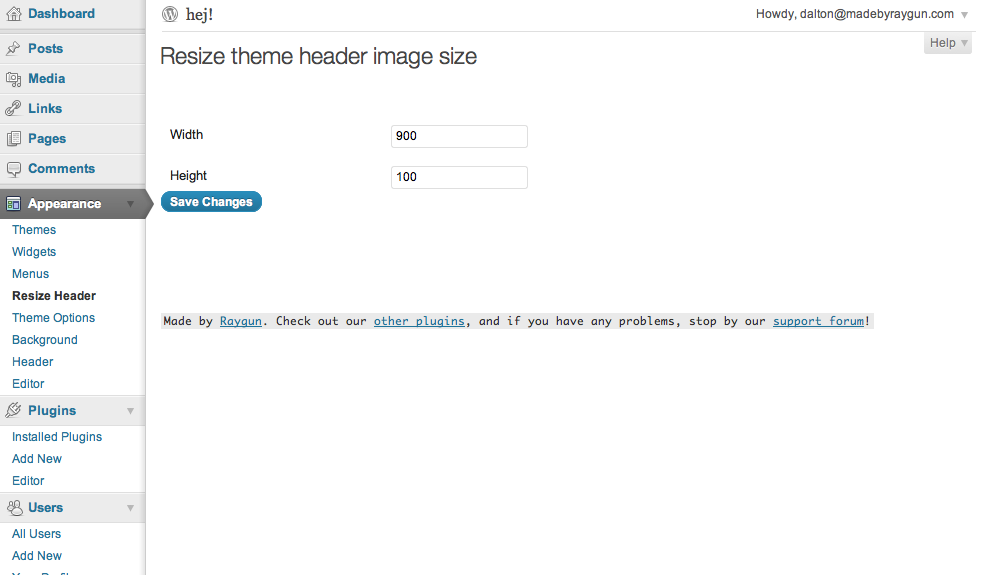 Dashboard
Posts
Media
Links
Pages
Comments
Appearance
Themes
Widgets
Menus
Resize Header
Theme Options
Background
Header
Editor
Plugins
Installed Plugins
Add New
Editor
Users
All Users
Add New
hej!
Howdy, dalton@madebyraygun.com
Help
Resize theme header image size
Width 900
Height 100
Save Changes
Made by Raygun. Check out our other plugins, and if you have any problems, stop by our support forum!